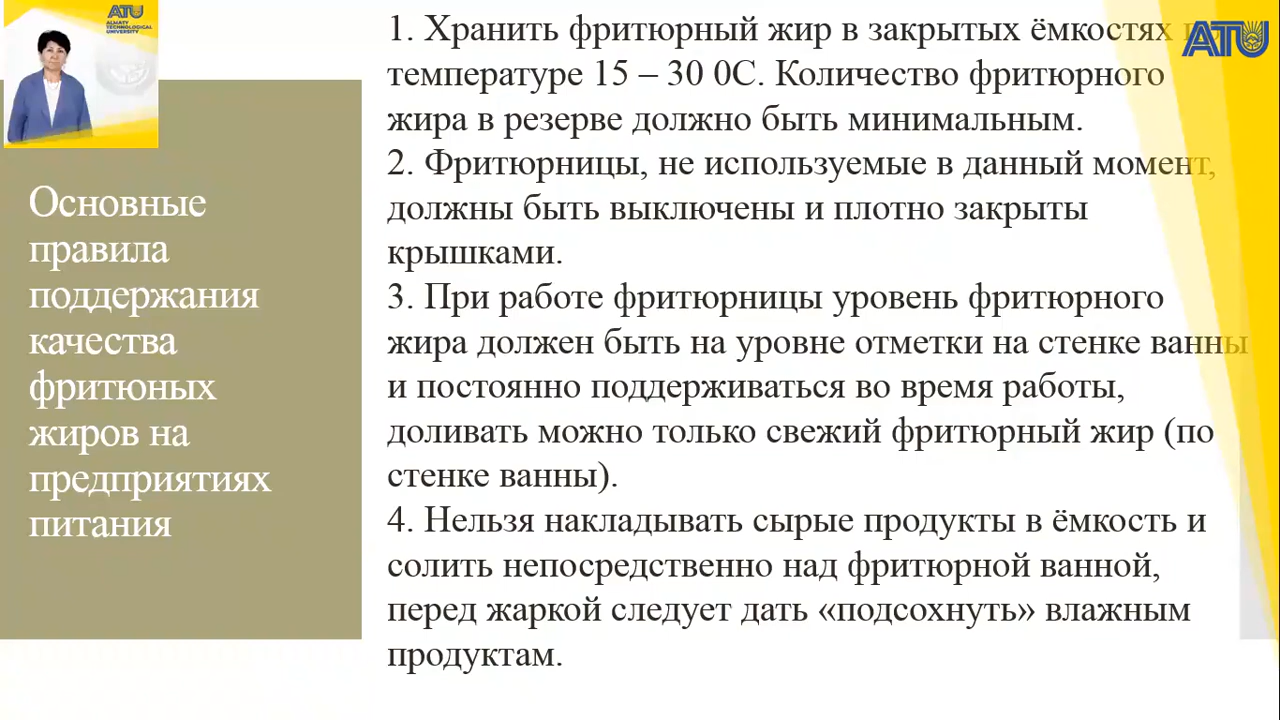 ATU
ALMATY
TECHNOLOGICAL
UNIVERSITY
ATU
Основные
правила
поддержания
качества
фритюных
жиров на
предприятиях
питания
1. Хранить фритюрный жир в закрытых ёмкостях
температуре 15 – 30 0С. Количество фритюрного
жира в резерве должно быть минимальным.
2. Фритюрницы, не используемые в данный момент,
должны быть выключены и плотно закрыты
крышками.
3. При работе фритюрницы уровень фритюрного
жира должен быть на уровне отметки на стенке ванны
и постоянно поддерживаться во время работы,
доливать можно только свежий фритюрный жир (по
стенке ванны).
4. Нельзя накладывать сырые продукты в ёмкость и
солить непосредственно над фритюрной ванной,
перед жаркой следует дать «подсохнуть» влажным
продуктам.